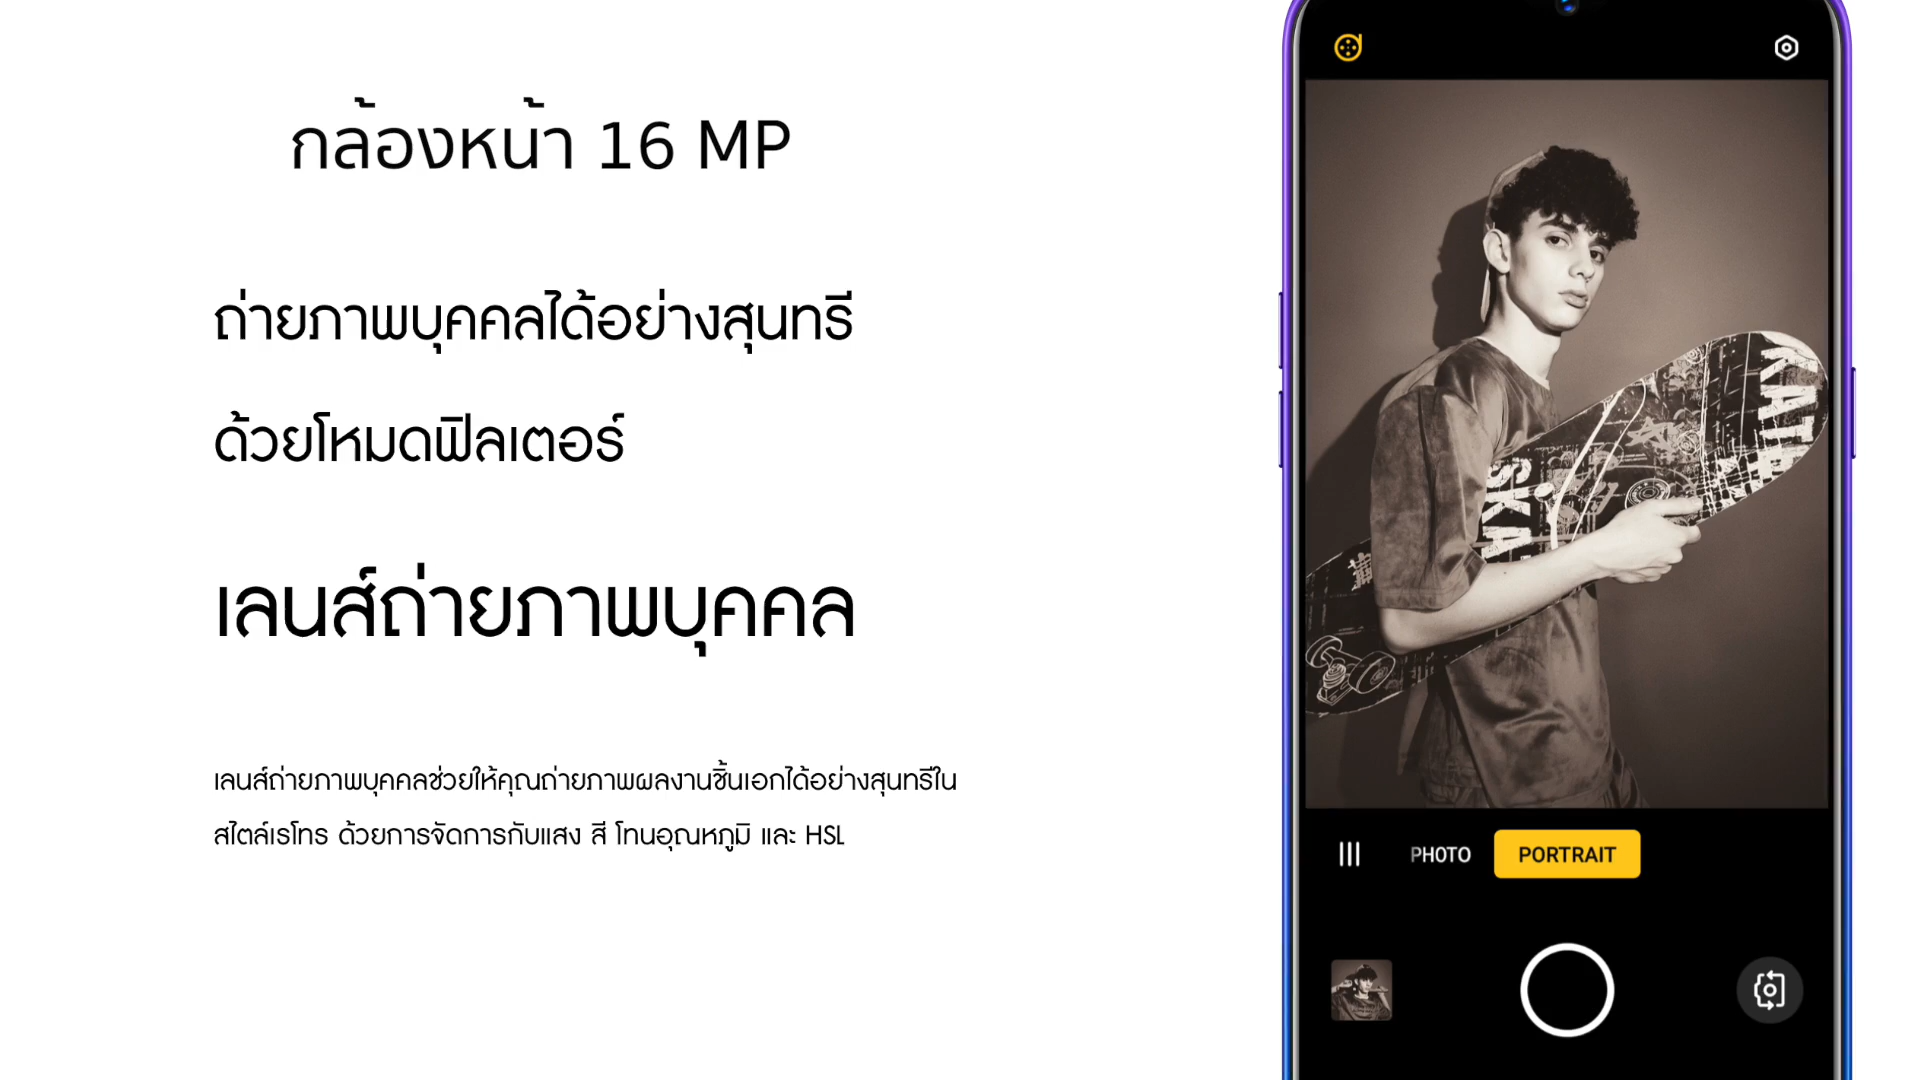 กล้องหน้า 16 MP
ถ่ายภาพบุคคลได้อย่างสุนทรี
ด้วยโหมดฟิลเตอร์
เลนส์ถ่ายภาพบุคคล
เลนส์ถ่ายภาพบุคคลช่วยให้คุณถ่ายภาพผลงานชิ้นเอกได้อย่างสุนทรีใน
สไตล์เรโทร ด้วยการจัดการกับแสง สี โทนอุณหภูมิ และ HSL
SKA
PHOTO PORTRAIT